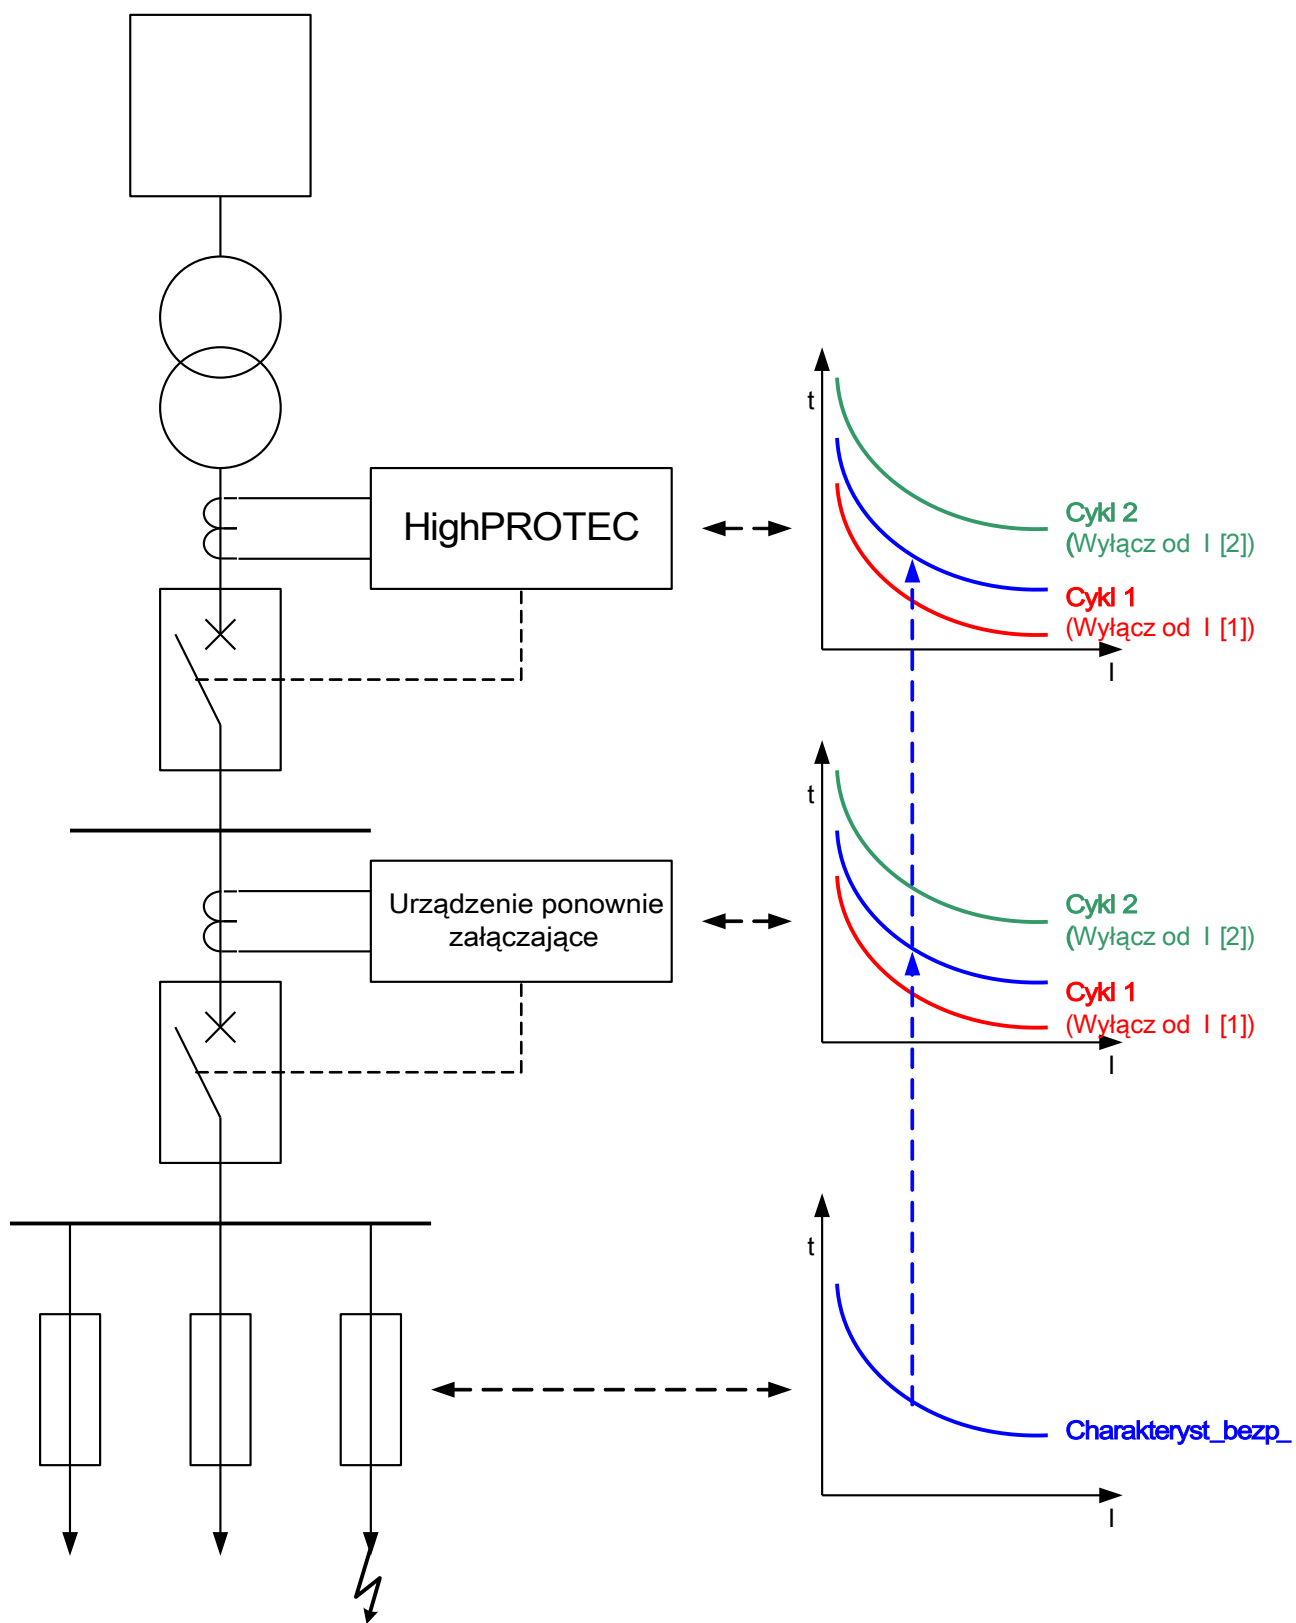 t
HighPROTEC
Cykl 2
(Wyłącz od I [2])
Cykl 1
(Wyłącz od I [1])
I
t
Urządzenie ponownie
załączające
Cykl 2
(Wyłącz od I [2])
Cykl 1
(Wyłącz od I [1])
I
t
Charakteryst_bezp_
I